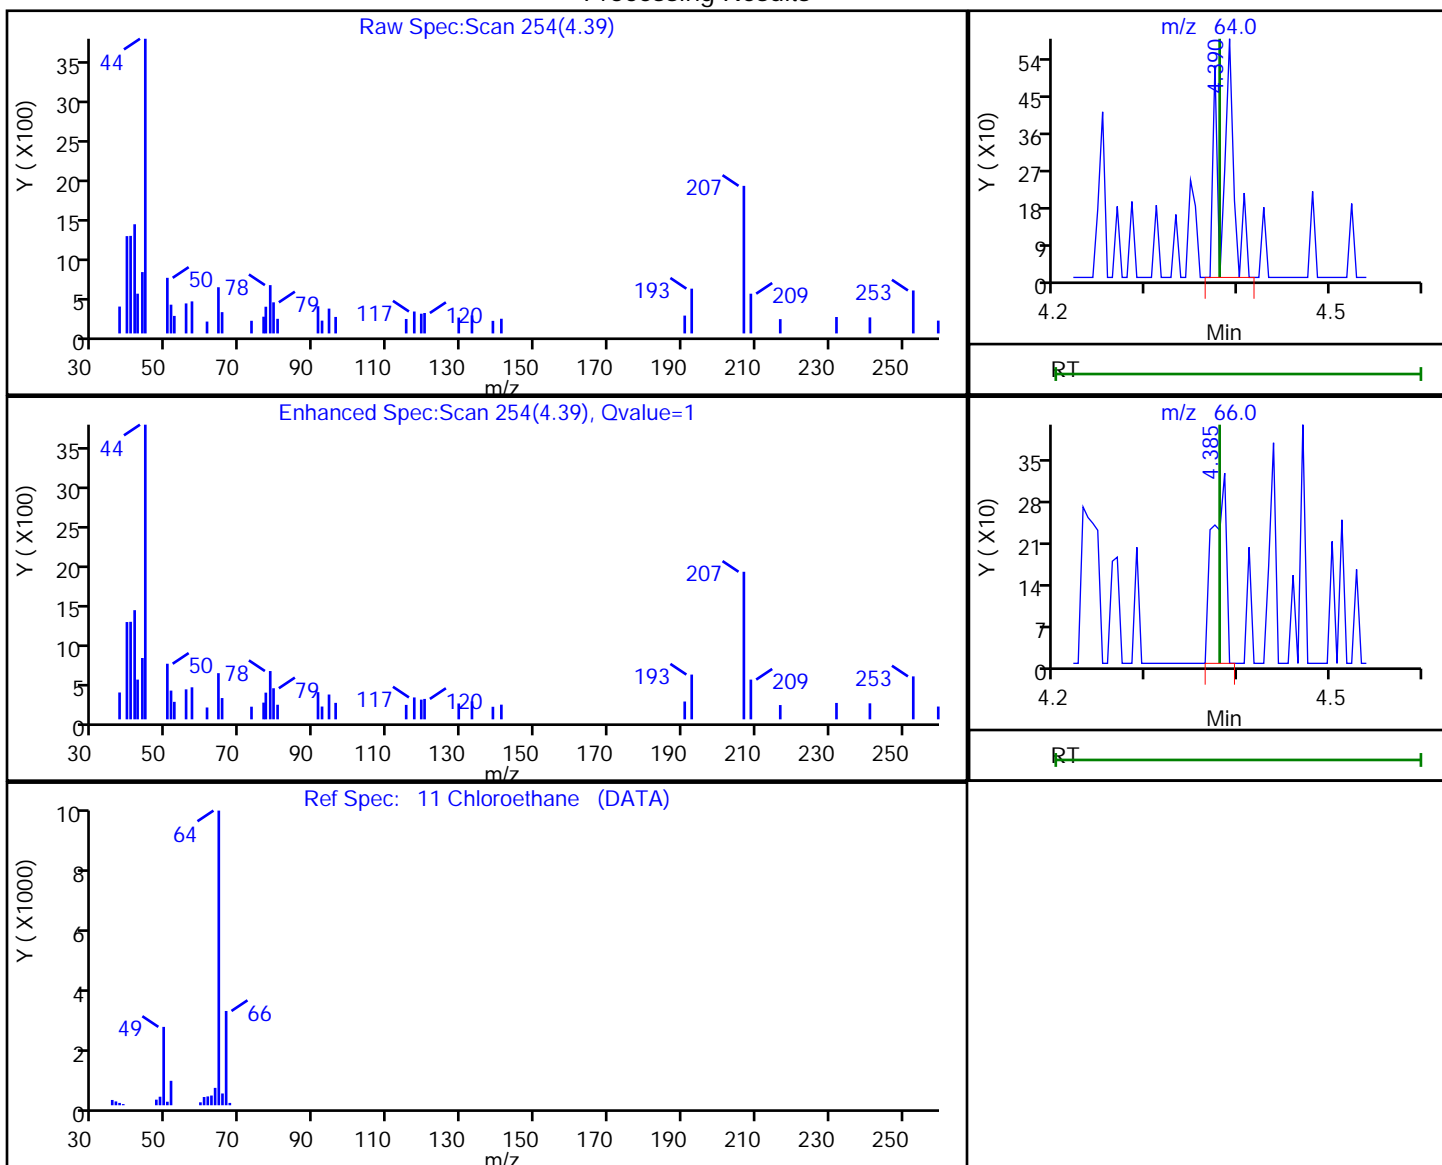 Processing Results
Raw Spec:Scan 254(4.39)
Y ( X100)
35
30
25
20
15
10
5
0
44
50
78
79
117
120
193
207
209
253
30 50 70 90 110 130 150 170 190 210 230 250
m/z
m/z 64.0
Y ( X10)
54
45
36
27
18
9
0
4.390
4.2 4.5
Min
RT
Enhanced Spec:Scan 254(4.39), Qvalue=1
Y ( X100)
35
30
25
20
15
10
5
0
44
50
78
79
117
120
193
207
209
253
30 50 70 90 110 130 150 170 190 210 230 250
m/z
m/z 66.0
Y ( X10)
35
28
21
14
7
0
4.385
4.2 4.5
Min
RT
Ref Spec: 11 Chloroethane (DATA)
Y ( X1000)
10
8
6
4
2
0
64
49
66
30 50 70 90 110 130 150 170 190 210 230 250
m/z